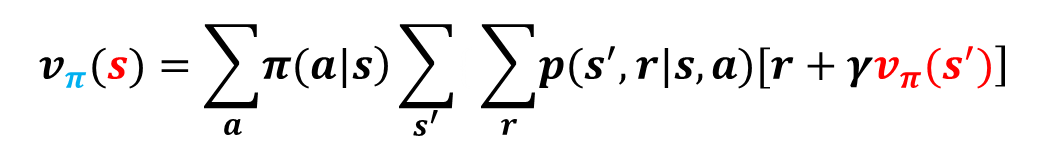 v_π(s) = ∑_a π(a|s) ∑_{s′} ∑_r p(s′, r|s, a)[r + γv_π(s′)]